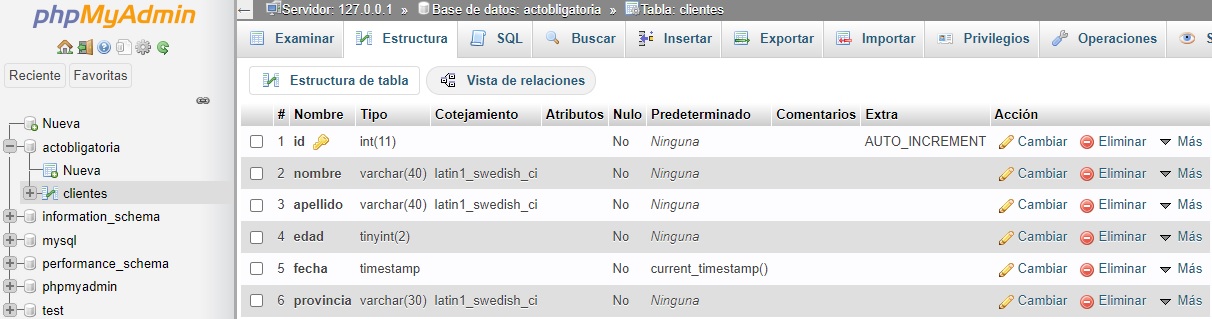 phpMyAdmin
Servidor: 127.0.0.1 » Base de datos: actobligatoria » Tabla: clientes
Examinar Estructura SQL Buscar Insertar Exportar Importar Privilegios Operaciones S
Reciente Favoritas
Estructura de tabla Vista de relaciones
# Nombre Tipo Cotejamiento Atributos Nulo Predeterminado Comentarios Extra Acción
1 id int(11) No Ninguna AUTO_INCREMENT Cambiar Eliminar Más
2 nombre varchar(40) latin1_swedish_ci No Ninguna Cambiar Eliminar Más
3 apellido varchar(40) latin1_swedish_ci No Ninguna Cambiar Eliminar Más
4 edad tinyint(2) No Ninguna Cambiar Eliminar Más
5 fecha timestamp No current_timestamp() Cambiar Eliminar Más
6 provincia varchar(30) latin1_swedish_ci No Ninguna Cambiar Eliminar Más
Nueva
actobligatoria
Nueva
clientes
information_schema
mysql
performance_schema
phpmyadmin
test